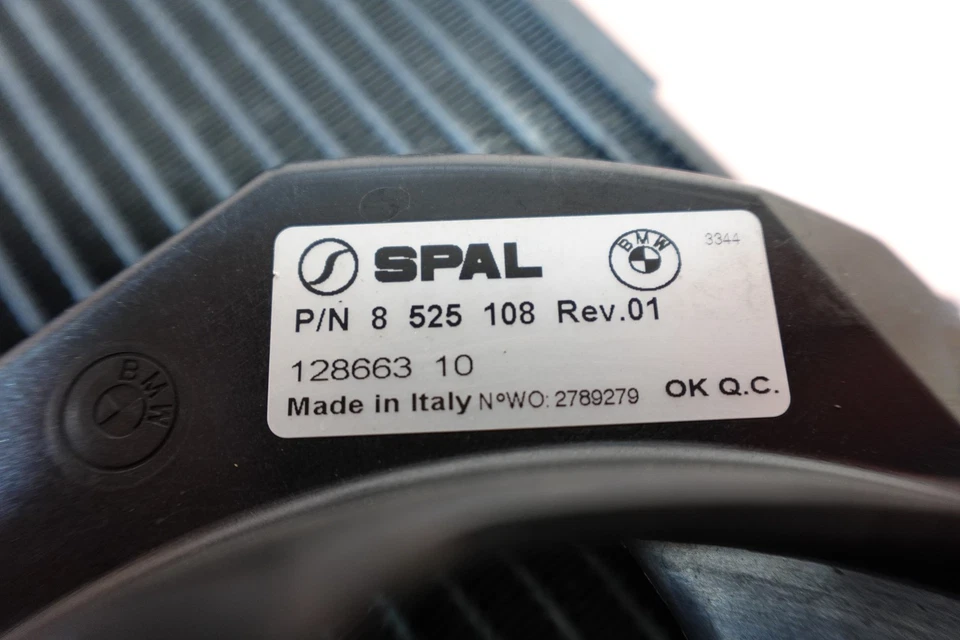 SPAL BMW 3344
P/N 8 525 108 Rev.01
128663 10
Made in Italy N°WO: 2789279 OK Q.C.
BMW